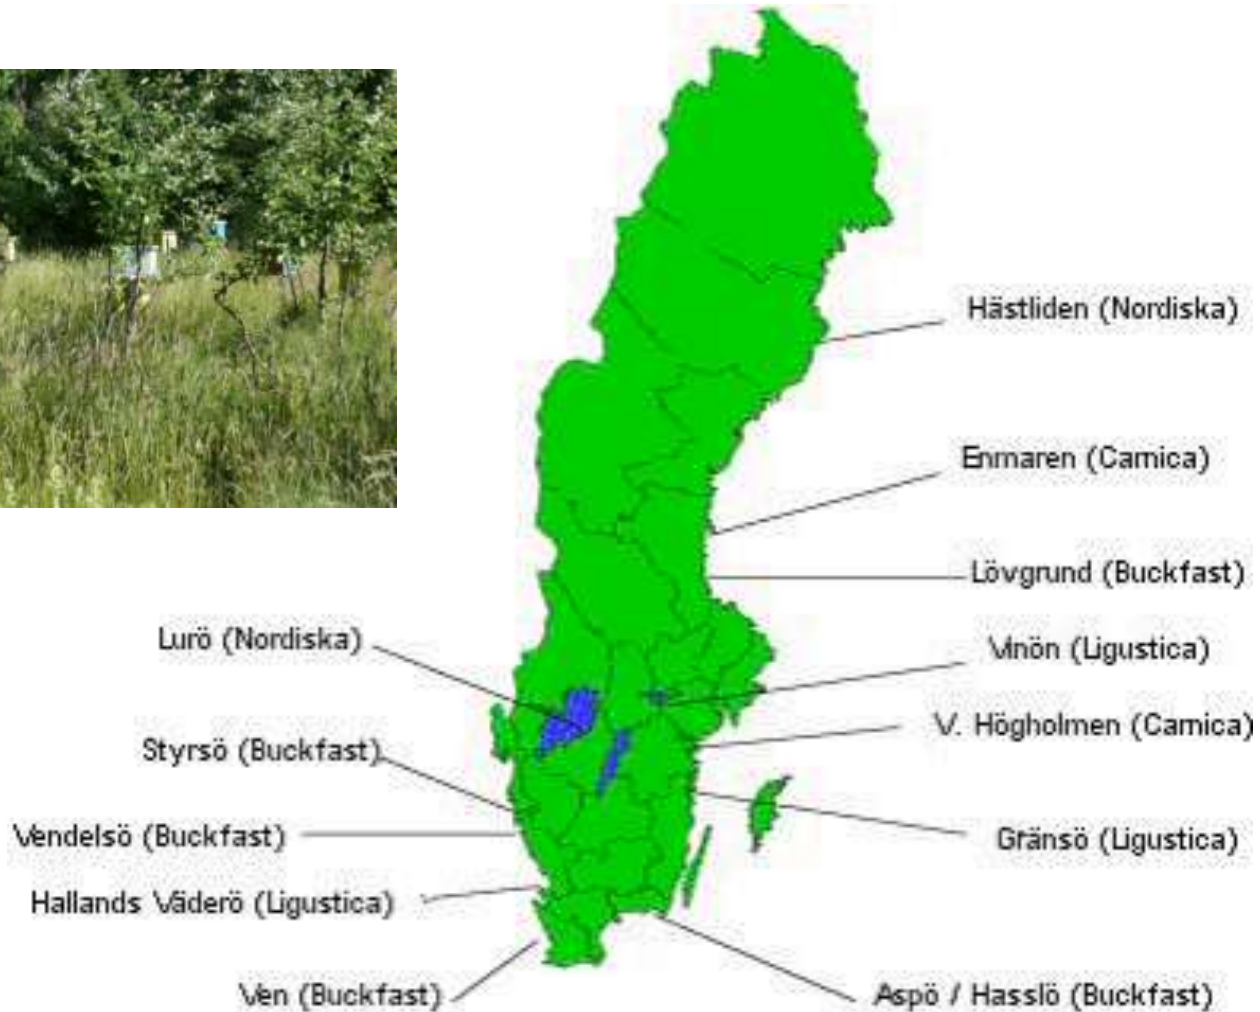 Hästliden (Nordiska)
Enmaren (Carnica)
Lövgrund (Buckfast)
Lurö (Nordiska)
Vinön (Ligustica)
V. Högholmen (Carnica)
Styrsö (Buckfast)
Vendelsö (Buckfast)
Gränsö (Ligustica)
Hallands Väderö (Ligustica)
Ven (Buckfast)
Aspö / Hasslö (Buckfast)